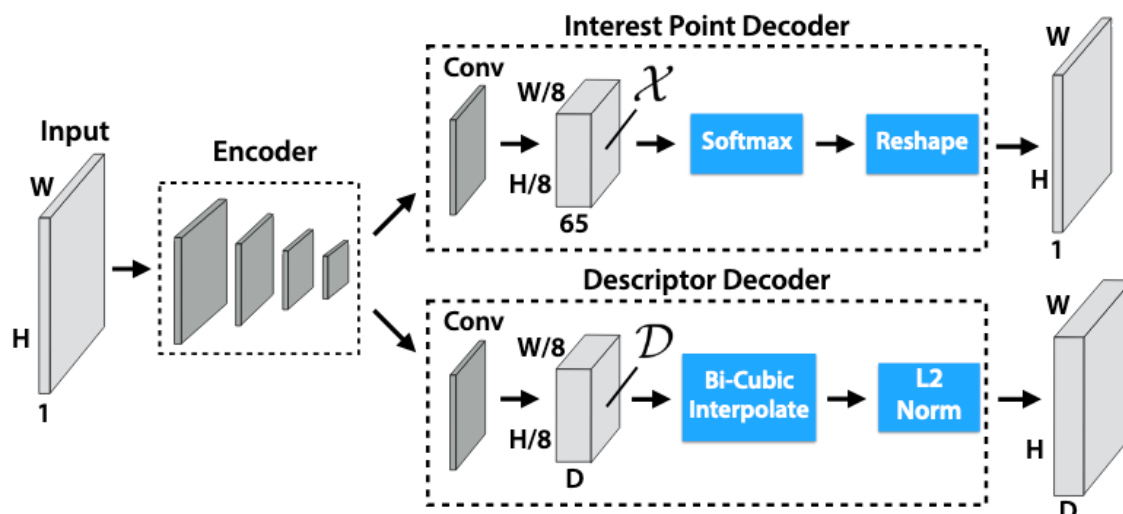 Input
W
H
1
Encoder
Interest Point Decoder
Conv
W/8
H/8
65
𝒳
Softmax
Reshape
W
H
1
Descriptor Decoder
Conv
W/8
H/8
D
𝒟
Bi-Cubic
Interpolate
L2
Norm
W
H
D